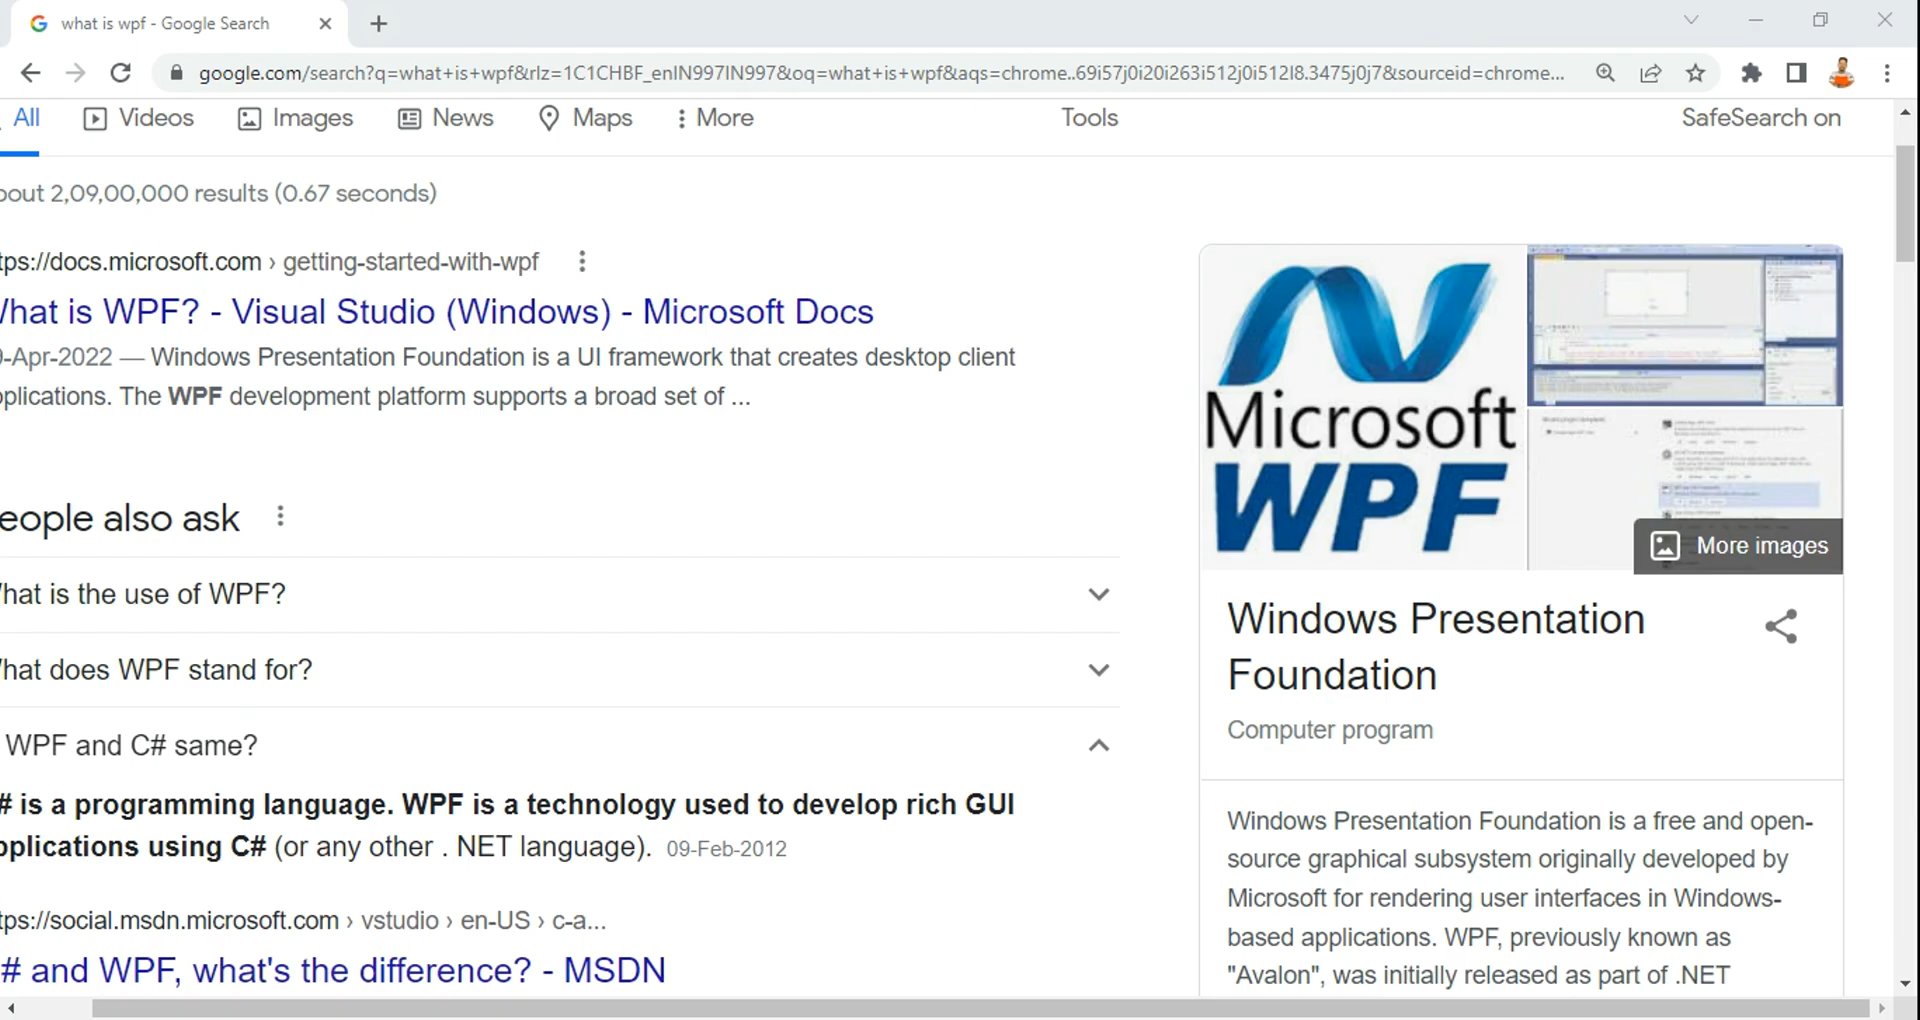 what is wpf - Google Search
google.com/search?q=what+is+wpf&rlz=1C1CHBF_enIN997IN997&oq=what+is+wpf&aqs=chrome..69i57j0i20i263i512j0i512l8.3475j0j7&sourceid=chrome...
All Videos Images News Maps More Tools SafeSearch on
bout 2,09,00,000 results (0.67 seconds)
tps://docs.microsoft.com › getting-started-with-wpf
hat is WPF? - Visual Studio (Windows) - Microsoft Docs
9-Apr-2022 — Windows Presentation Foundation is a UI framework that creates desktop client
pplications. The WPF development platform supports a broad set of ...
eople also ask
hat is the use of WPF?
hat does WPF stand for?
WPF and C# same?
# is a programming language. WPF is a technology used to develop rich GUI
pplications using C# (or any other . NET language). 09-Feb-2012
tps://social.msdn.microsoft.com › vstudio › en-US › c-a...
# and WPF, what's the difference? - MSDN
Microsoft
WPF
More images
Windows Presentation
Foundation
Computer program
Windows Presentation Foundation is a free and open-
source graphical subsystem originally developed by
Microsoft for rendering user interfaces in Windows-
based applications. WPF, previously known as
"Avalon", was initially released as part of .NET